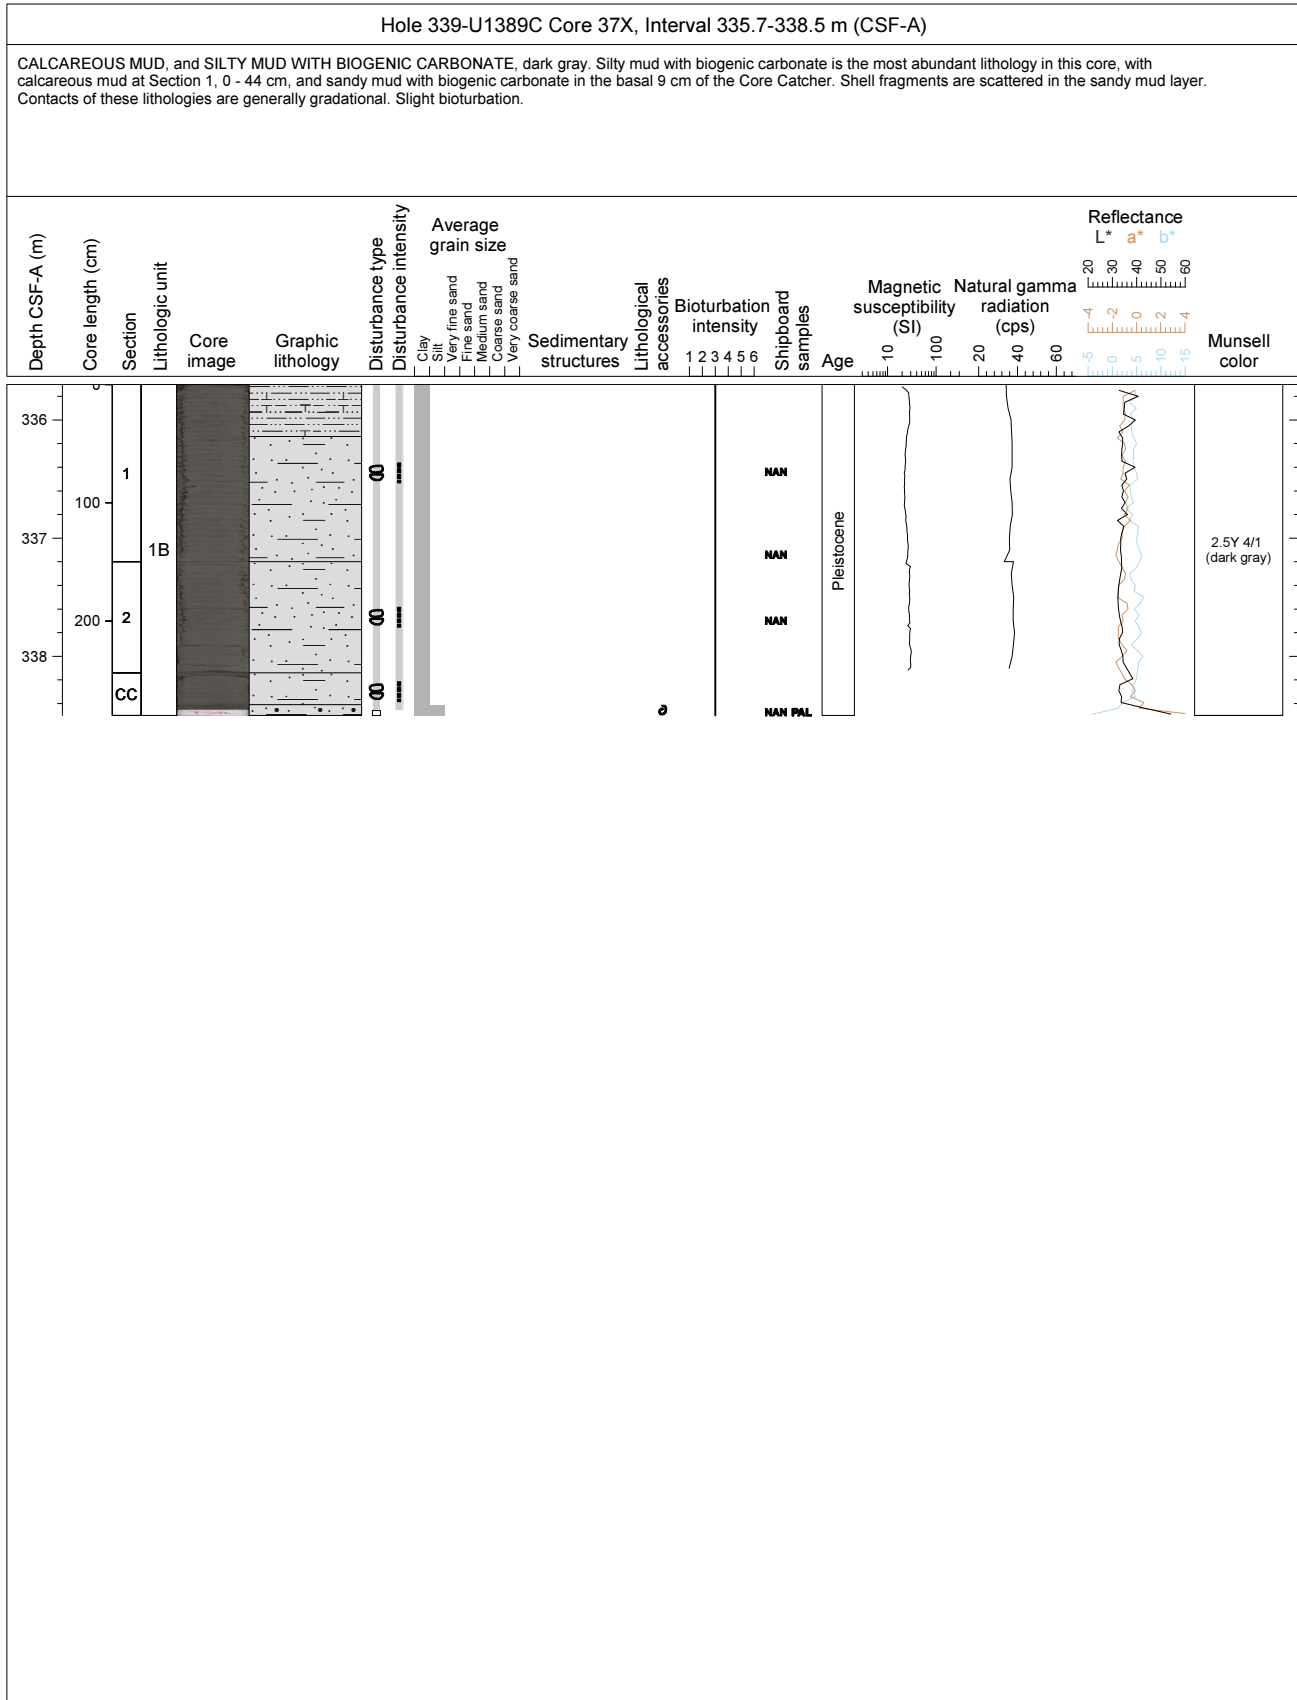 Hole 339-U1389C Core 37X, Interval 335.7-338.5 m (CSF-A)
CALCAREOUS MUD, and SILTY MUD WITH BIOGENIC CARBONATE, dark gray. Silty mud with biogenic carbonate is the most abundant lithology in this core, with
calcareous mud at Section 1, 0 - 44 cm, and sandy mud with biogenic carbonate in the basal 9 cm of the Core Catcher. Shell fragments are scattered in the sandy mud layer.
Contacts of these lithologies are generally gradational. Slight bioturbation.
Depth CSF-A (m)
Core length (cm)
Section
Lithologic unit
Core
image
Graphic
lithology
Disturbance type
Disturbance intensity
Average
grain size
Clay
Silt
Very fine sand
Fine sand
Medium sand
Coarse sand
Very coarse sand
Sedimentary
structures
Lithological
accessories
Bioturbation
intensity
1 2 3 4 5 6
Shipboard
samples
Age
Magnetic
susceptibility
(SI)
10 100
Natural gamma
radiation
(cps)
20 40 60
Reflectance
L* a* b*
20 30 40 50 60
-4 -2 0 2 4
-5 0 5 10 15
Munsell
color
0
336
1
NAN
100
337
1B
NAN
Pleistocene
2.5Y 4/1
(dark gray)
200
2
NAN
338
CC
NAN PAL